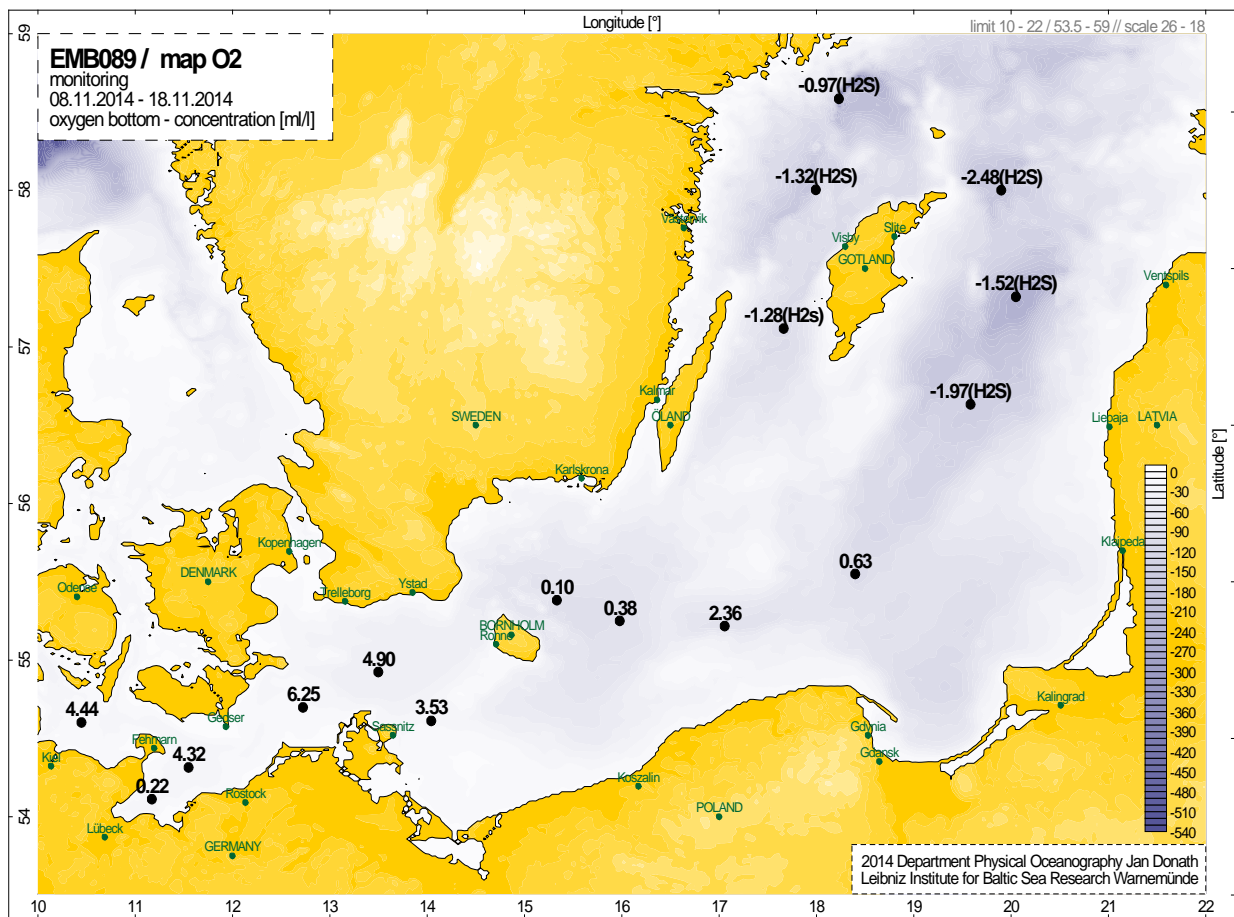 Longitude [°]
limit 10 - 22 / 53.5 - 59 // scale 26 - 18
EMB089 / map O2
monitoring
08.11.2014 - 18.11.2014
oxygen bottom - concentration [ml/l]
59
58
57
56
55
54
-0.97(H2S)
-1.32(H2S)
-2.48(H2S)
Västervik
Visby
Slite
GOTLAND
Ventspils
-1.52(H2S)
-1.28(H2s)
-1.97(H2S)
Kalmar
SWEDEN
ÖLAND
Liepaja
LATVIA
Latitude [°]
Karlskrona
Kopenhagen
Klaipeda
DENMARK
0.63
Odense
Trelleborg
Ystad
0.10
0.38
2.36
BORNHOLM
Ronne
4.90
6.25
3.53
4.44
Kalingrad
Gedser
Sassnitz
Gdynia
Fehmarn
4.32
Kiel
Gdansk
0.22
Koszalin
Rostock
POLAND
Lübeck
GERMANY
0
-30
-60
-90
-120
-150
-180
-210
-240
-270
-300
-330
-360
-390
-420
-450
-480
-510
-540
2014 Department Physical Oceanography Jan Donath
Leibniz Institute for Baltic Sea Research Warnemünde
10 11 12 13 14 15 16 17 18 19 20 21 22